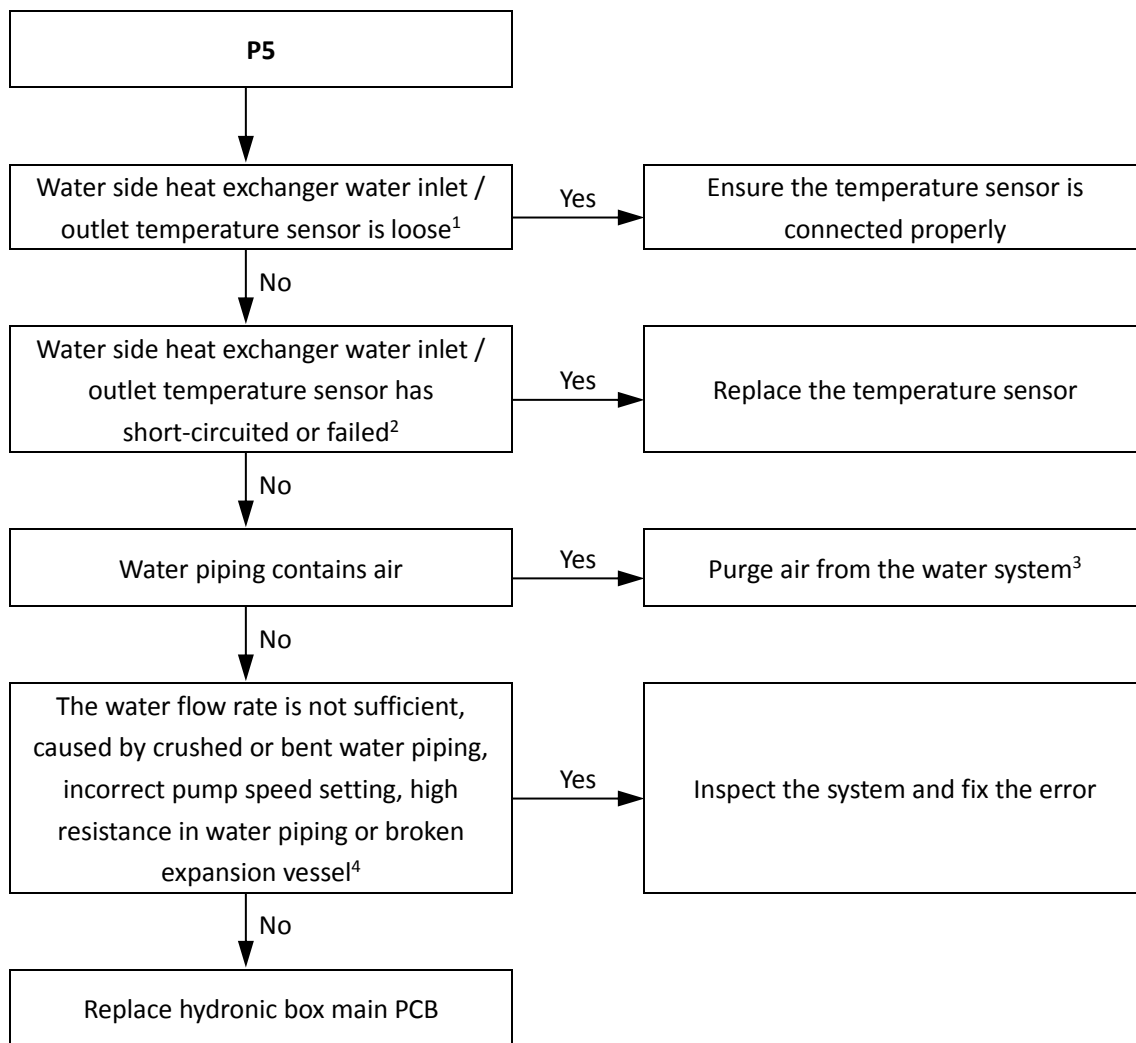 P5
Water side heat exchanger water inlet /
outlet temperature sensor is loose¹
Yes
Ensure the temperature sensor is
connected properly
No
Water side heat exchanger water inlet /
outlet temperature sensor has
short-circuited or failed²
Yes
Replace the temperature sensor
No
Water piping contains air
Yes
Purge air from the water system³
No
The water flow rate is not sufficient,
caused by crushed or bent water piping,
incorrect pump speed setting, high
resistance in water piping or broken
expansion vessel⁴
Yes
Inspect the system and fix the error
No
Replace hydronic box main PCB